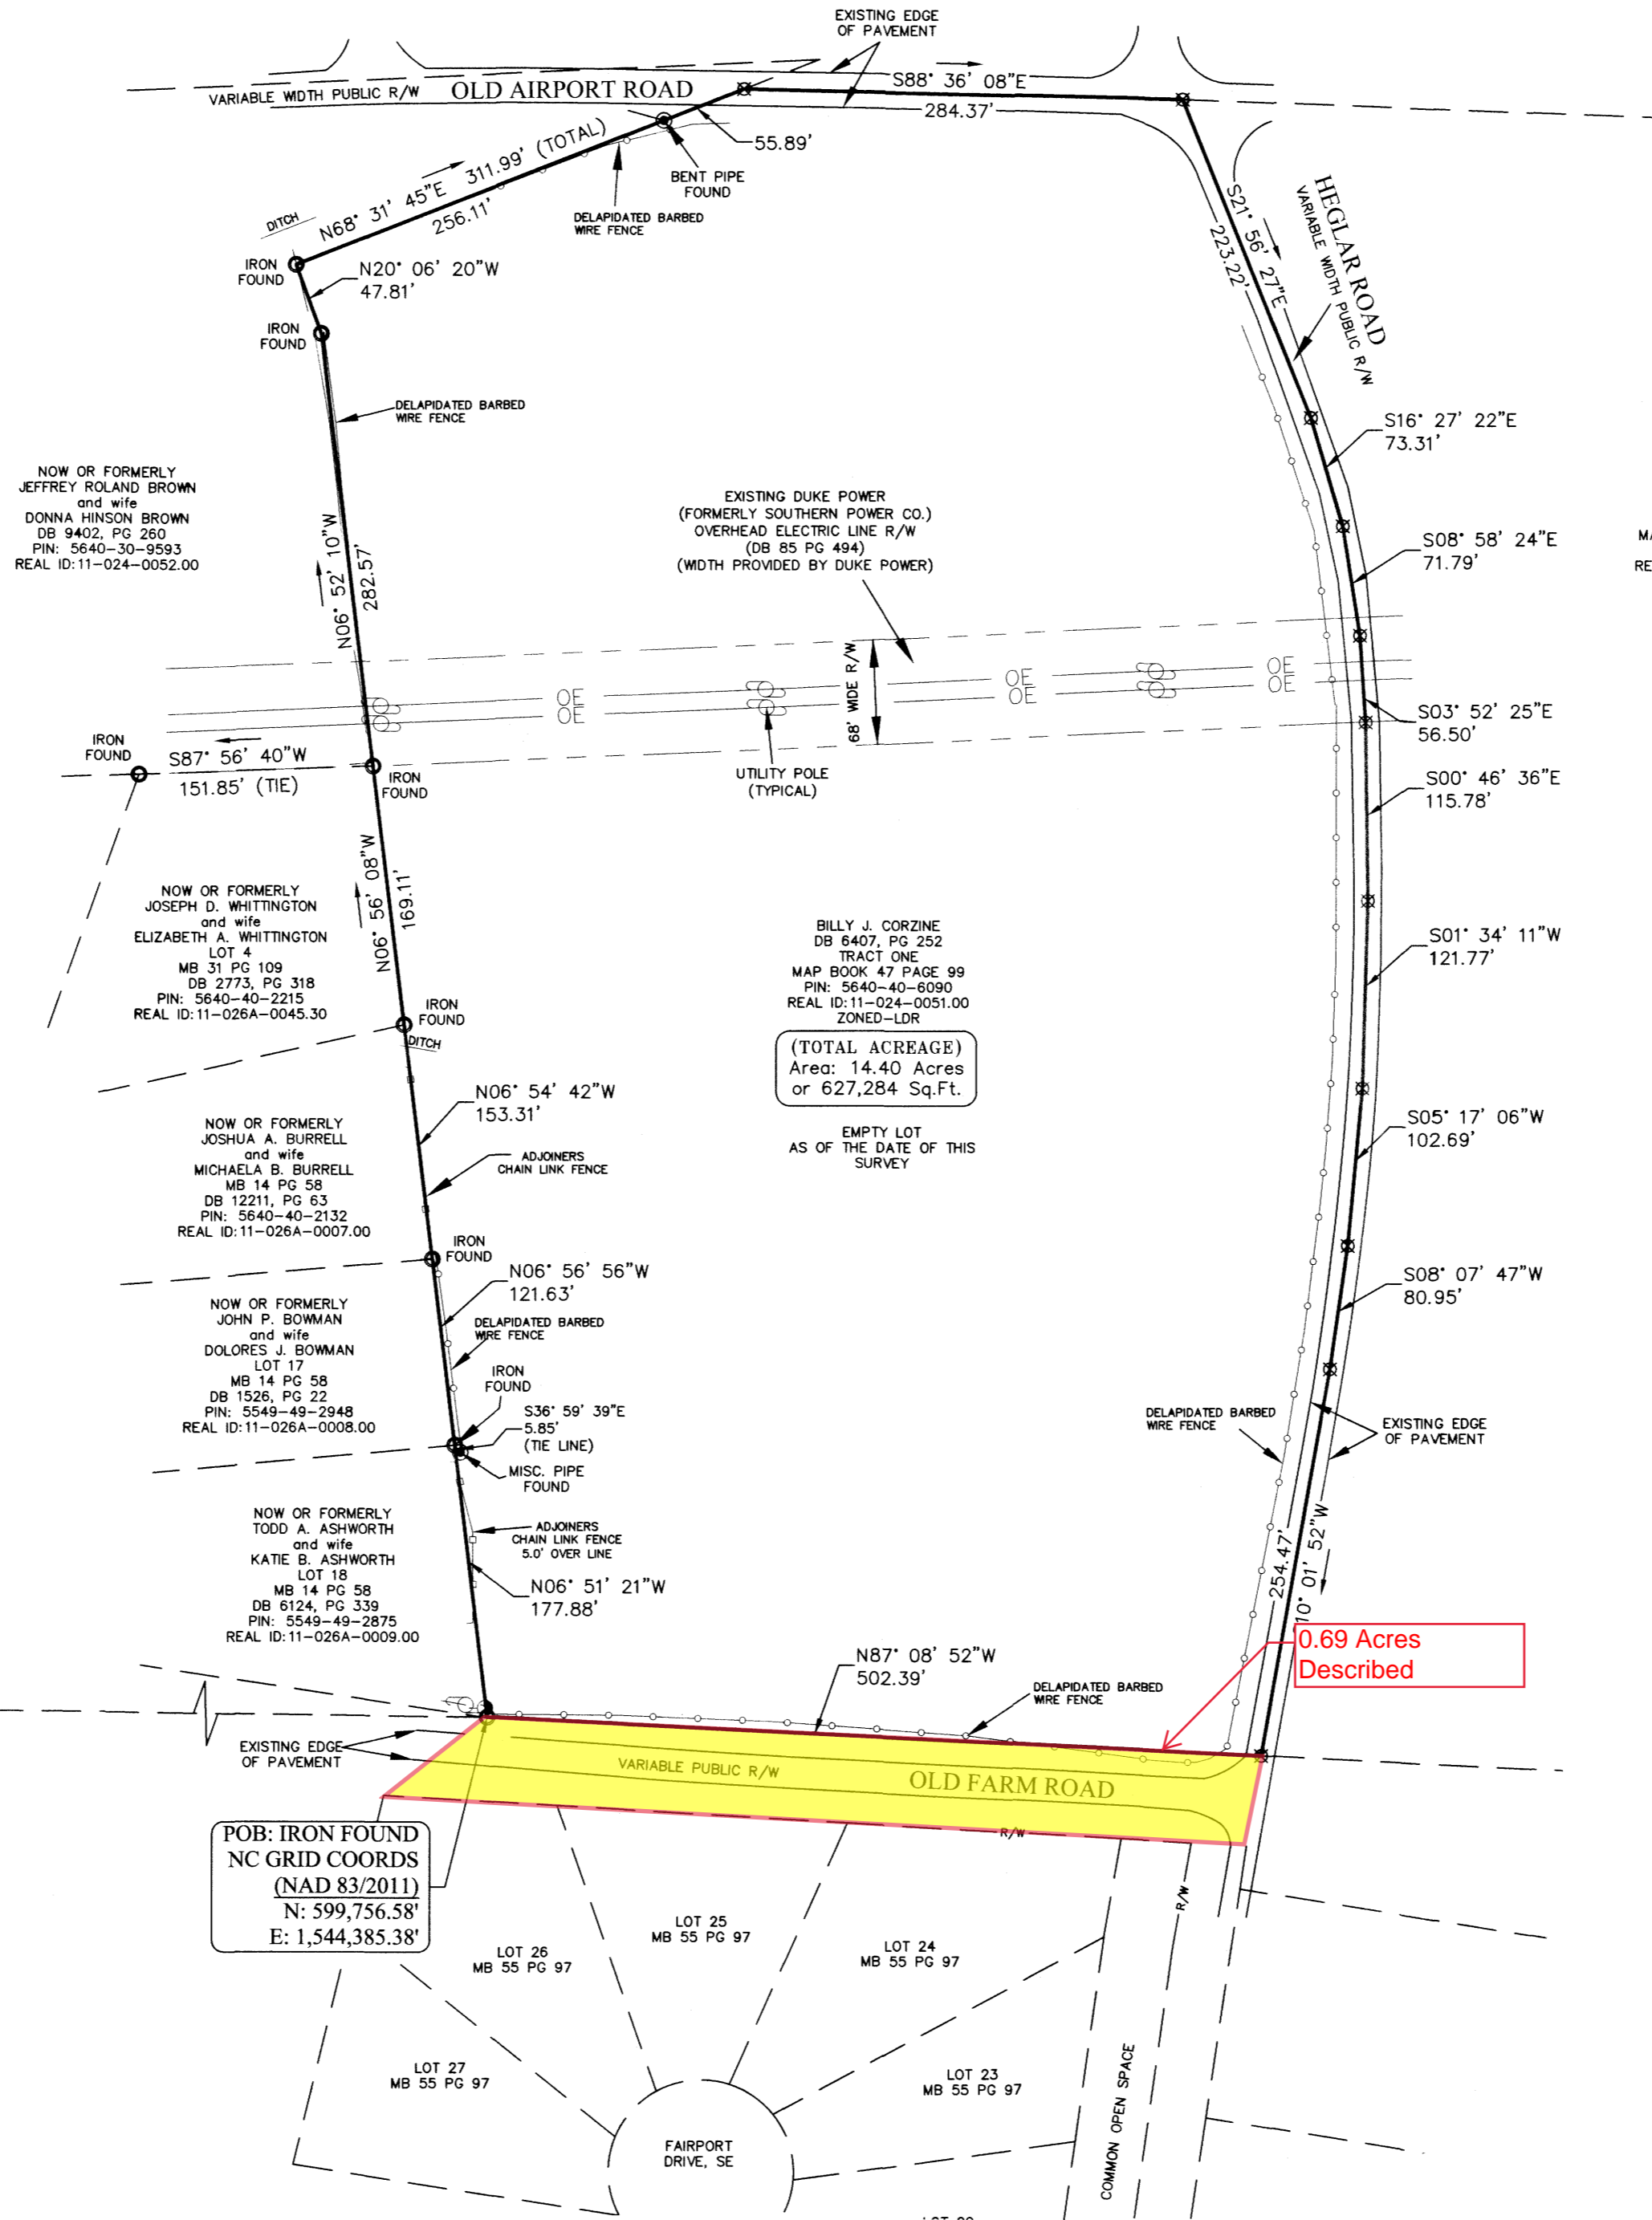 EXISTING EDGE
OF PAVEMENT
S88° 36' 08"E
284.37'
VARIABLE WIDTH PUBLIC R/W
OLD AIRPORT ROAD
55.89'
BENT PIPE
FOUND
N68° 31' 45"E 311.99' (TOTAL)
256.11'
DITCH
DELAPIDATED BARBED
WIRE FENCE
IRON
FOUND
N20° 06' 20"W
47.81'
IRON
FOUND
DELAPIDATED BARBED
WIRE FENCE
S21° 56' 27"E
223.22'
HEGLAR ROAD
VARIABLE WIDTH PUBLIC R/W
S16° 27' 22"E
73.31'
NOW OR FORMERLY
JEFFREY ROLAND BROWN
and wife
DONNA HINSON BROWN
DB 9402, PG 260
PIN: 5640-30-9593
REAL ID:11-024-0052.00
N06° 52' 10"W
282.57'
EXISTING DUKE POWER
(FORMERLY SOUTHERN POWER CO.)
OVERHEAD ELECTRIC LINE R/W
(DB 85 PG 494)
(WIDTH PROVIDED BY DUKE POWER)
S08° 58' 24"E
71.79'
MA
RE
68' WIDE R/W
OE
OE
OE
OE
OE
OE
S03° 52' 25"E
56.50'
IRON
FOUND
S87° 56' 40"W
151.85' (TIE)
IRON
FOUND
UTILITY POLE
(TYPICAL)
S00° 46' 36"E
115.78'
N06° 56' 08"W
169.11'
NOW OR FORMERLY
JOSEPH D. WHITTINGTON
and wife
ELIZABETH A. WHITTINGTON
LOT 4
MB 31 PG 109
DB 2773, PG 318
PIN: 5640-40-2215
REAL ID:11-026A-0045.30
BILLY J. CORZINE
DB 6407, PG 252
TRACT ONE
MAP BOOK 47 PAGE 99
PIN: 5640-40-6090
REAL ID:11-024-0051.00
ZONED-LDR
(TOTAL ACREAGE)
Area: 14.40 Acres
or 627,284 Sq.Ft.
EMPTY LOT
AS OF THE DATE OF THIS
SURVEY
S01° 34' 11"W
121.77'
IRON
FOUND
DITCH
N06° 54' 42"W
153.31'
ADJOINERS
CHAIN LINK FENCE
NOW OR FORMERLY
JOSHUA A. BURRELL
and wife
MICHAELA B. BURRELL
MB 14 PG 58
DB 12211, PG 63
PIN: 5640-40-2132
REAL ID:11-026A-0007.00
S05° 17' 06"W
102.69'
IRON
FOUND
N06° 56' 56"W
121.63'
DELAPIDATED BARBED
WIRE FENCE
S08° 07' 47"W
80.95'
NOW OR FORMERLY
JOHN P. BOWMAN
and wife
DOLORES J. BOWMAN
LOT 17
MB 14 PG 58
DB 1526, PG 22
PIN: 5549-49-2948
REAL ID:11-026A-0008.00
IRON
FOUND
S36° 59' 39"E
5.85'
(TIE LINE)
MISC. PIPE
FOUND
DELAPIDATED BARBED
WIRE FENCE
EXISTING EDGE
OF PAVEMENT
NOW OR FORMERLY
TODD A. ASHWORTH
and wife
KATIE B. ASHWORTH
LOT 18
MB 14 PG 58
DB 6124, PG 339
PIN: 5549-49-2875
REAL ID:11-026A-0009.00
ADJOINERS
CHAIN LINK FENCE
5.0' OVER LINE
N06° 51' 21"W
177.88'
254.47'
10° 01' 52"W
0.69 Acres
Described
N87° 08' 52"W
502.39'
DELAPIDATED BARBED
WIRE FENCE
EXISTING EDGE
OF PAVEMENT
VARIABLE PUBLIC R/W
OLD FARM ROAD
R/W
POB: IRON FOUND
NC GRID COORDS
(NAD 83/2011)
N: 599,756.58'
E: 1,544,385.38'
R/W
LOT 26
MB 55 PG 97
LOT 25
MB 55 PG 97
LOT 24
MB 55 PG 97
LOT 27
MB 55 PG 97
LOT 23
MB 55 PG 97
FAIRPORT
DRIVE, SE
COMMON OPEN SPACE